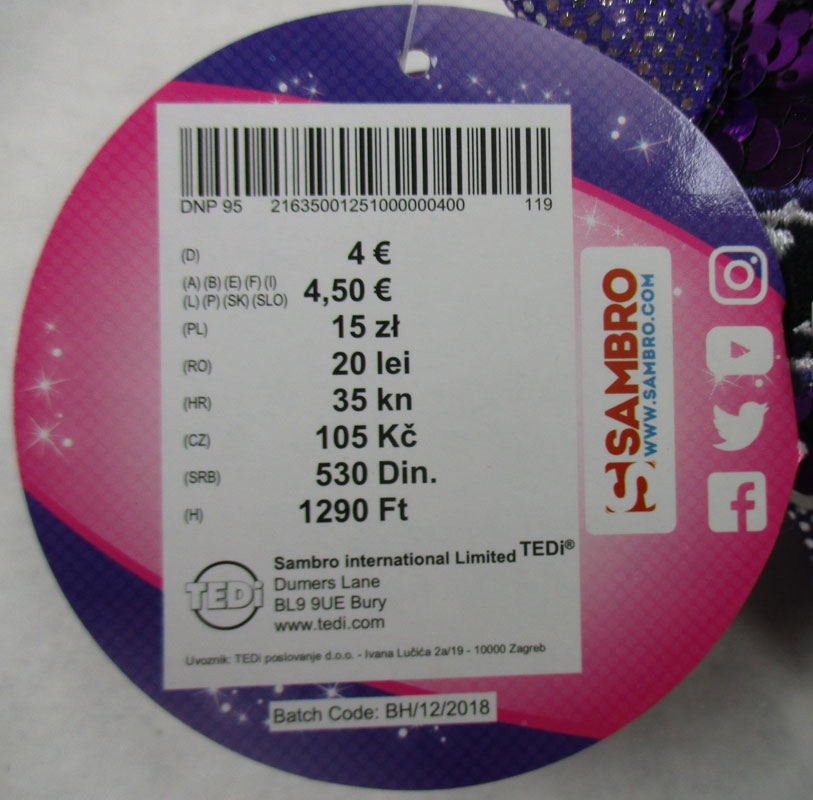 DNP 95 21635001251000000400 119
(D) 4 €
(A) (B) (E) (F) (I)
(L) (P) (SK) (SLO) 4,50 €
(PL) 15 zł
(RO) 20 lei
(HR) 35 kn
(CZ) 105 Kč
(SRB) 530 Din.
(H) 1290 Ft
TEDi
Sambro international Limited TEDi®
Dumers Lane
BL9 9UE Bury
www.tedi.com
Uvoznik: TEDi poslovanje d.o.o. - Ivana Lučića 2a/19 - 10000 Zagreb
Batch Code: BH/12/2018
SAMBRO
WWW.SAMBRO.COM